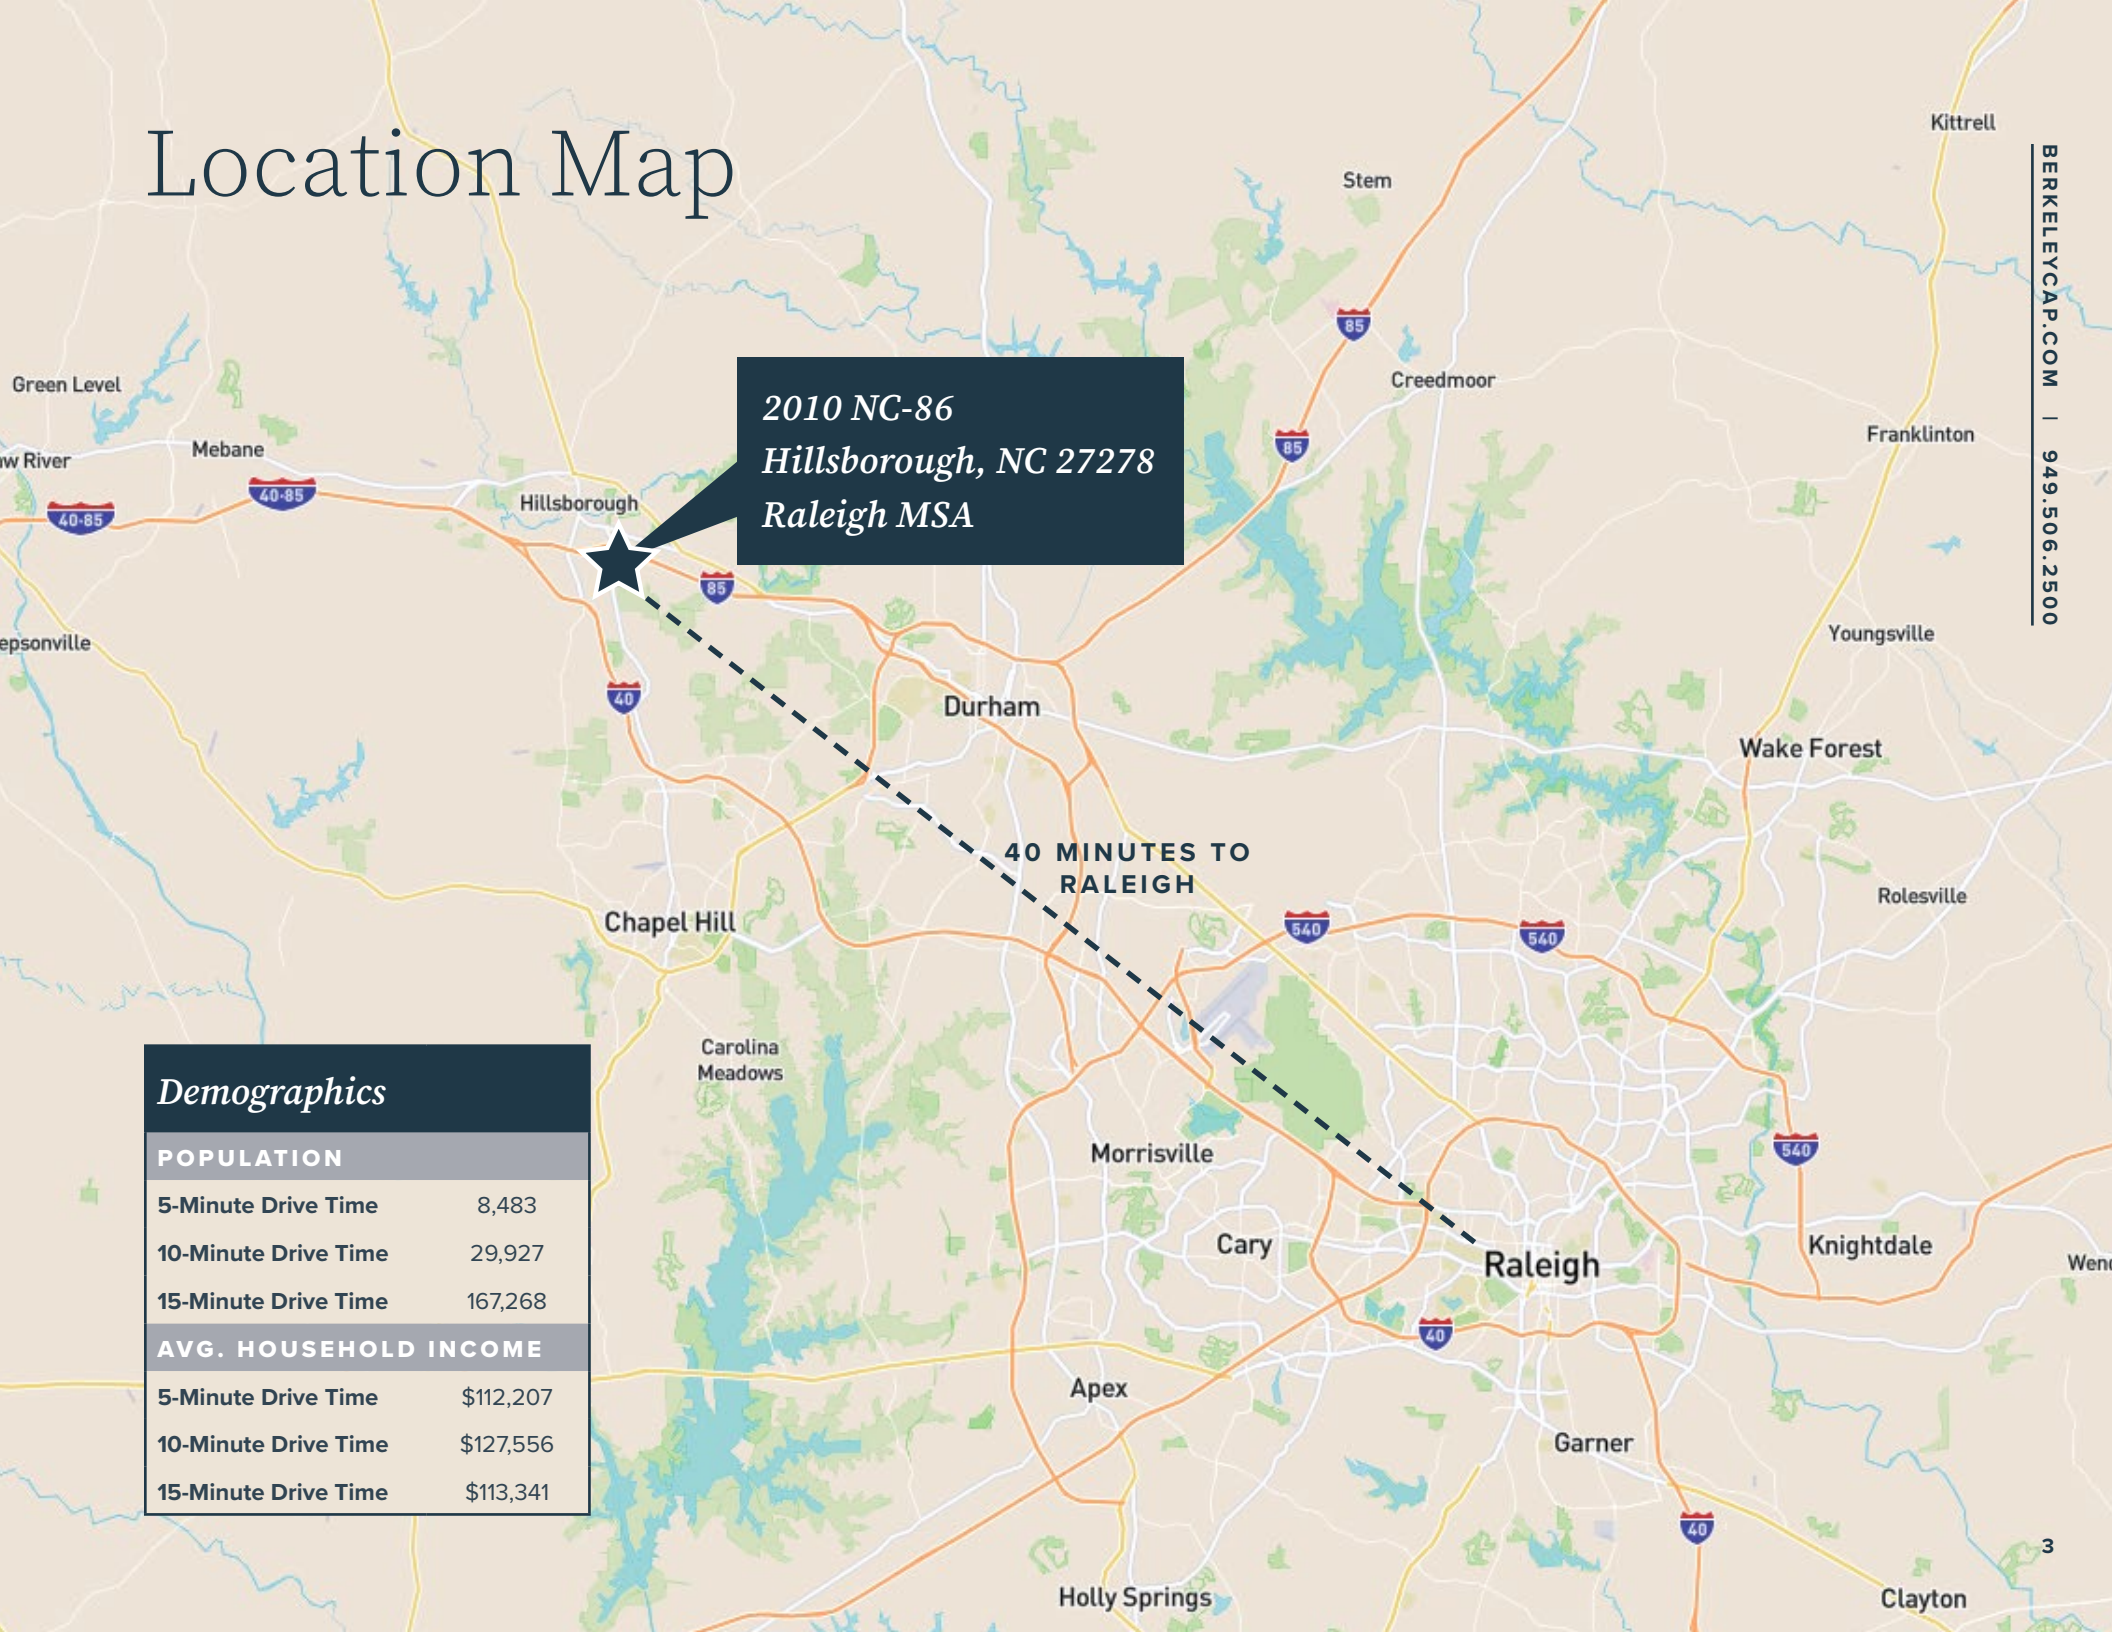 Location Map
BERKELEYCAP.COM | 949.506.2500
Kittrell
Stem
85
Green Level
Creedmoor
2010 NC-86
Hillsborough, NC 27278
Raleigh MSA
Mebane
85
Franklinton
aw River
40-85
40-85
Hillsborough
85
epsonville
Youngsville
40
Durham
Wake Forest
40 MINUTES TO
RALEIGH
Rolesville
Chapel Hill
540
540
Carolina
Meadows
Morrisville
540
Cary
Raleigh
Knightdale
Wend
40
Apex
Garner
40
Holly Springs
Clayton
Demographics
POPULATION
5-Minute Drive Time 8,483
10-Minute Drive Time 29,927
15-Minute Drive Time 167,268
AVG. HOUSEHOLD INCOME
5-Minute Drive Time $112,207
10-Minute Drive Time $127,556
15-Minute Drive Time $113,341
3